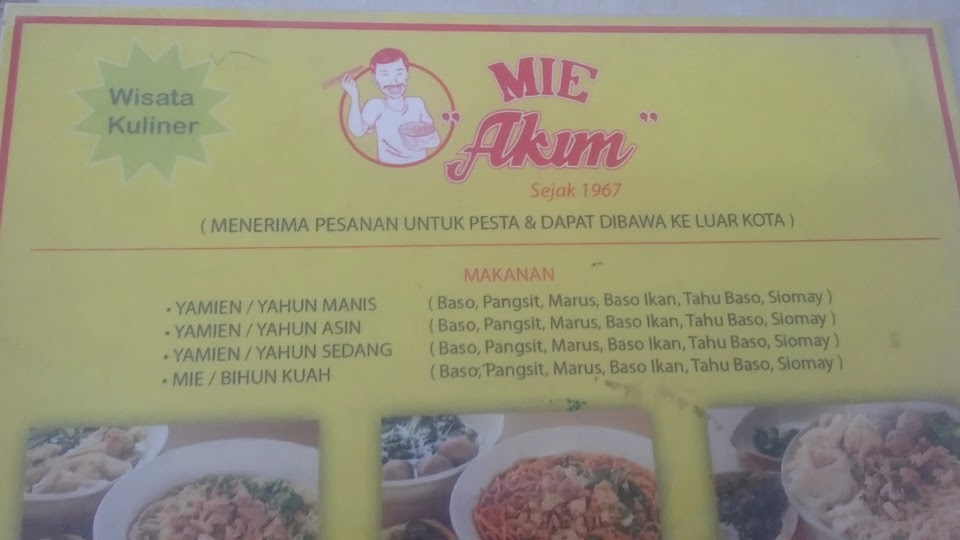 Wisata
Kuliner
MIE
"Akım"
Sejak 1967
( MENERIMA PESANAN UNTUK PESTA & DAPAT DIBAWA KE LUAR KOTA )
MAKANAN
• YAMIEN / YAHUN MANIS ( Baso, Pangsit, Marus, Baso Ikan, Tahu Baso, Siomay )
• YAMIEN / YAHUN ASIN ( Baso, Pangsit, Marus, Baso Ikan, Tahu Baso, Siomay )
• YAMIEN / YAHUN SEDANG ( Baso, Pangsit, Marus, Baso Ikan, Tahu Baso, Siomay )
• MIE / BIHUN KUAH ( Baso, Pangsit, Marus, Baso Ikan, Tahu Baso, Siomay )